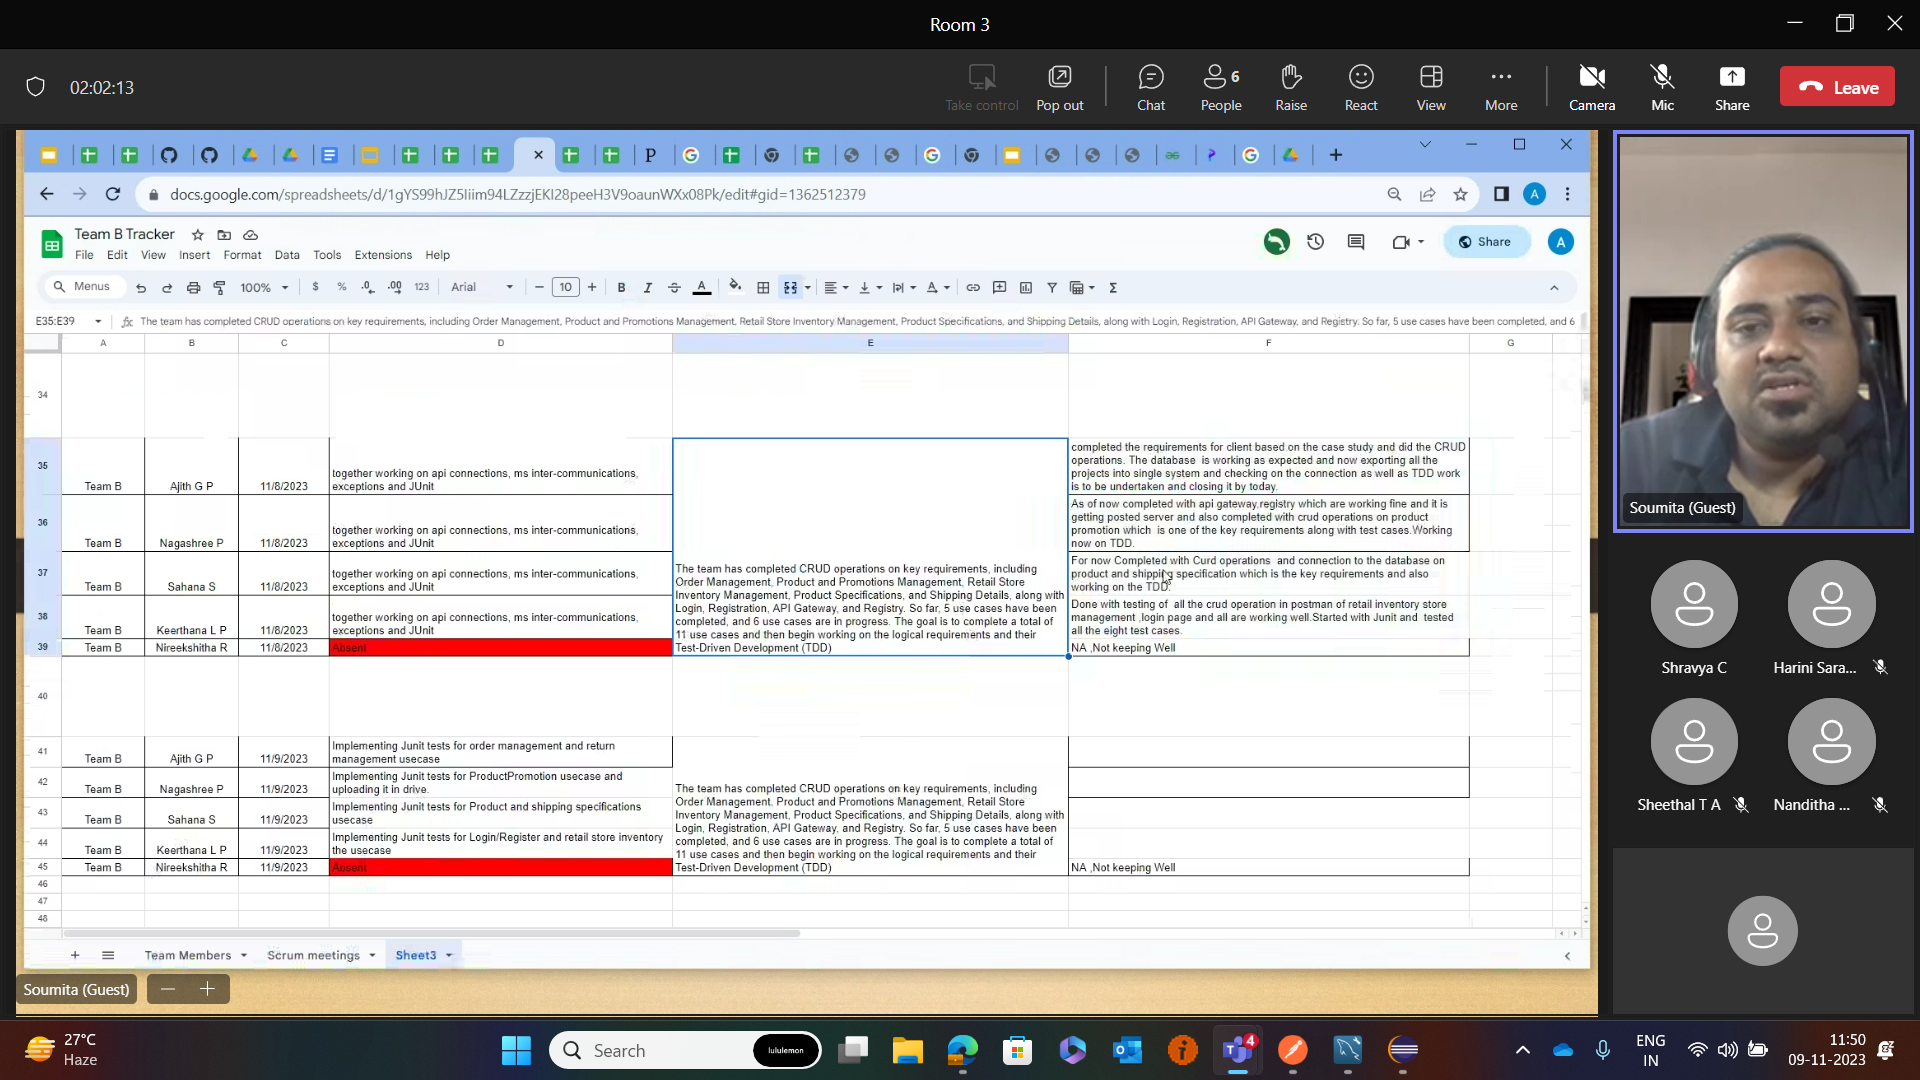 Room 3
02:02:13
Take control
Pop out
Chat
6
People
Raise
React
View
More
Camera
Mic
Share
Leave
docs.google.com/spreadsheets/d/1gYS99hJZ5Iiim94LZzzjEKI28peeH3V9oaunWXx08Pk/edit#gid=1362512379
A
Team B Tracker
File Edit View Insert Format Data Tools Extensions Help
Share
A
Menus 100% $ % .0 .00 123 Arial 10 B I A
E35:E39 fx The team has completed CRUD operations on key requirements, including Order Management, Product and Promotions Management, Retail Store Inventory Management, Product Specifications, and Shipping Details, along with Login, Registration, API Gateway, and Registry. So far, 5 use cases have been completed, and 6
A B C D E F G
34
35 Team B Ajith G P 11/8/2023
together working on api connections, ms inter-communications,
exceptions and JUnit
completed the requirements for client based on the case study and did the CRUD
operations. The database is working as expected and now exporting all the
projects into single system and checking on the connection as well as TDD work
is to be undertaken and closing it by today.
36 Team B Nagashree P 11/8/2023
together working on api connections, ms inter-communications,
exceptions and JUnit
As of now completed with api gateway,registry which are working fine and it is
getting posted server and also completed with crud operations on product
promotion which is one of the key requirements along with test cases.Working
now on TDD.
37 Team B Sahana S 11/8/2023
together working on api connections, ms inter-communications,
exceptions and JUnit
For now Completed with Curd operations and connection to the database on
product and shipping specification which is the key requirements and also
working on the TDD.
38 Team B Keerthana L P 11/8/2023
together working on api connections, ms inter-communications,
exceptions and JUnit
Done with testing of all the crud operation in postman of retail inventory store
management ,login page and all are working well.Started with Junit and tested
all the eight test cases.
39 Team B Nireekshitha R 11/8/2023 Absent
NA ,Not keeping Well
The team has completed CRUD operations on key requirements, including
Order Management, Product and Promotions Management, Retail Store
Inventory Management, Product Specifications, and Shipping Details, along with
Login, Registration, API Gateway, and Registry. So far, 5 use cases have been
completed, and 6 use cases are in progress. The goal is to complete a total of
11 use cases and then begin working on the logical requirements and their
Test-Driven Development (TDD)
40
41 Team B Ajith G P 11/9/2023
Implementing Junit tests for order management and return
management usecase
42 Team B Nagashree P 11/9/2023
Implementing Junit tests for ProductPromotion usecase and
uploading it in drive.
43 Team B Sahana S 11/9/2023
Implementing Junit tests for Product and shipping specifications
usecase
44 Team B Keerthana L P 11/9/2023
Implementing Junit tests for Login/Register and retail store inventory
the usecase
45 Team B Nireekshitha R 11/9/2023 Absent
NA ,Not keeping Well
The team has completed CRUD operations on key requirements, including
Order Management, Product and Promotions Management, Retail Store
Inventory Management, Product Specifications, and Shipping Details, along with
Login, Registration, API Gateway, and Registry. So far, 5 use cases have been
completed, and 6 use cases are in progress. The goal is to complete a total of
11 use cases and then begin working on the logical requirements and their
Test-Driven Development (TDD)
46
47
48
Team Members Scrum meetings Sheet3
Soumita (Guest)
Soumita (Guest)
Shravya C
Harini Sara...
Sheethal T A
Nanditha ...
27°C
Haze
Search
lululemon
4
ENG
IN
11:50
09-11-2023